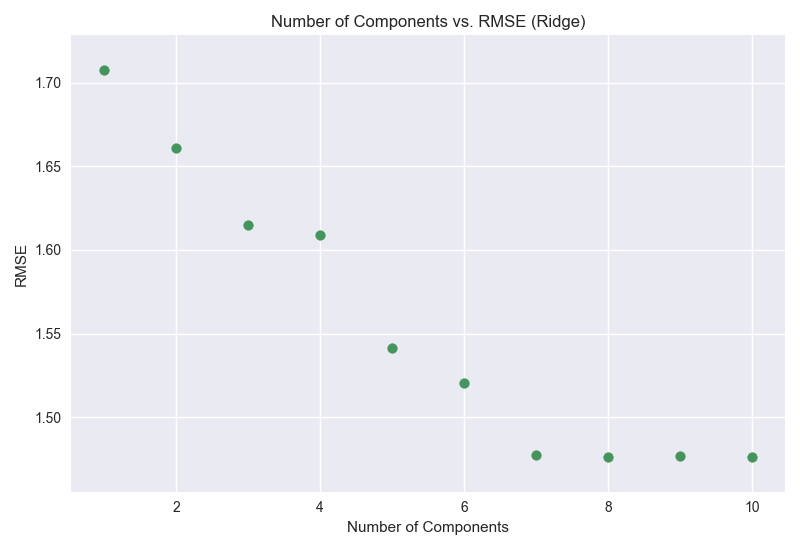 Number of Components vs. RMSE (Ridge)
1.70
1.65
1.60
1.55
1.50
RMSE
2 4 6 8 10
Number of Components